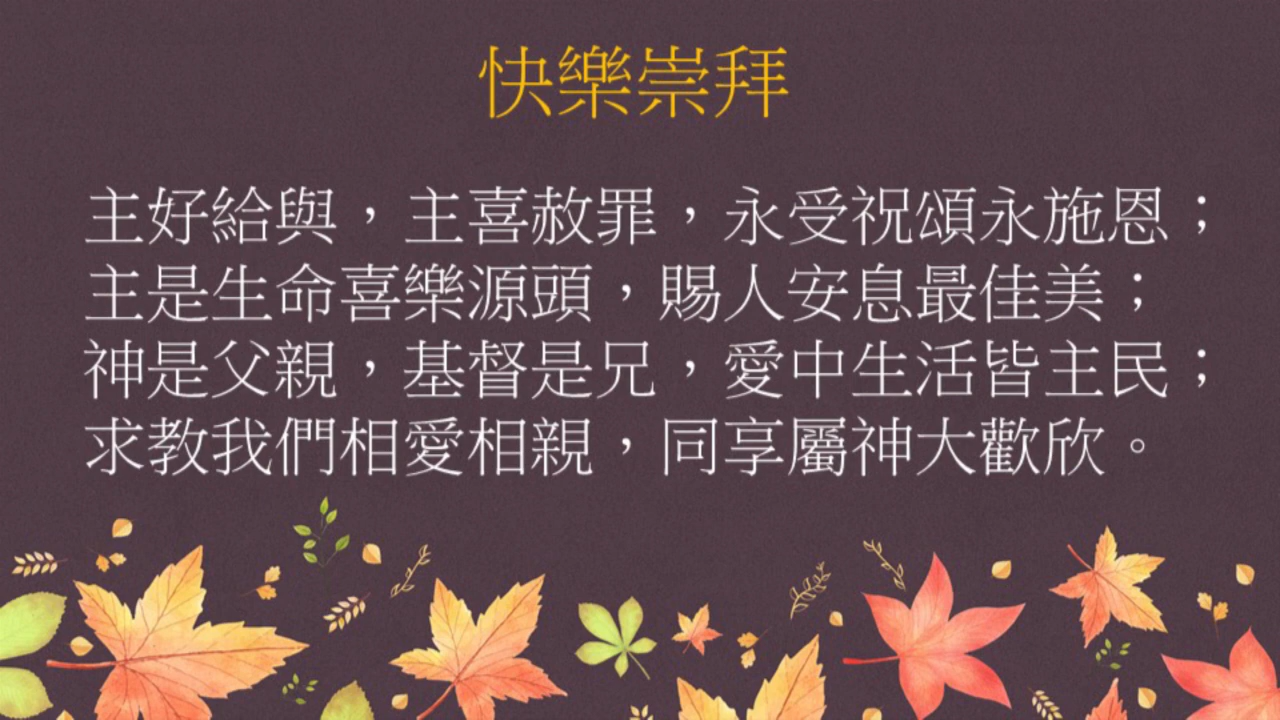 快樂崇拜
主好給與，主喜赦罪，永受祝頌永施恩；
主是生命喜樂源頭，賜人安息最佳美；
神是父親，基督是兄，愛中生活皆主民；
求教我們相愛相親，同享屬神大歡欣。